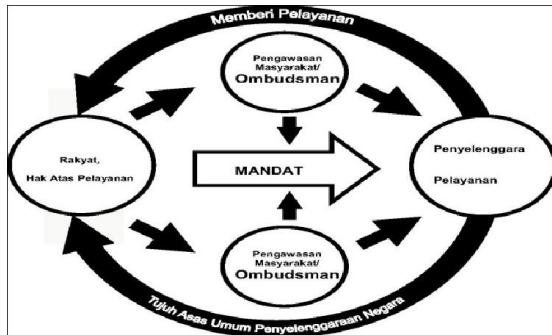 Memberi Pelayanan
Pengawasan
Masyarakat/
Ombudsman
Rakyat,
Hak Atas Pelayanan
MANDAT
Penyelenggara
Pelayanan
Pengawasan
Masyarakat/
Ombudsman
Tujuh Asas Umum Penyelenggaraan Negara